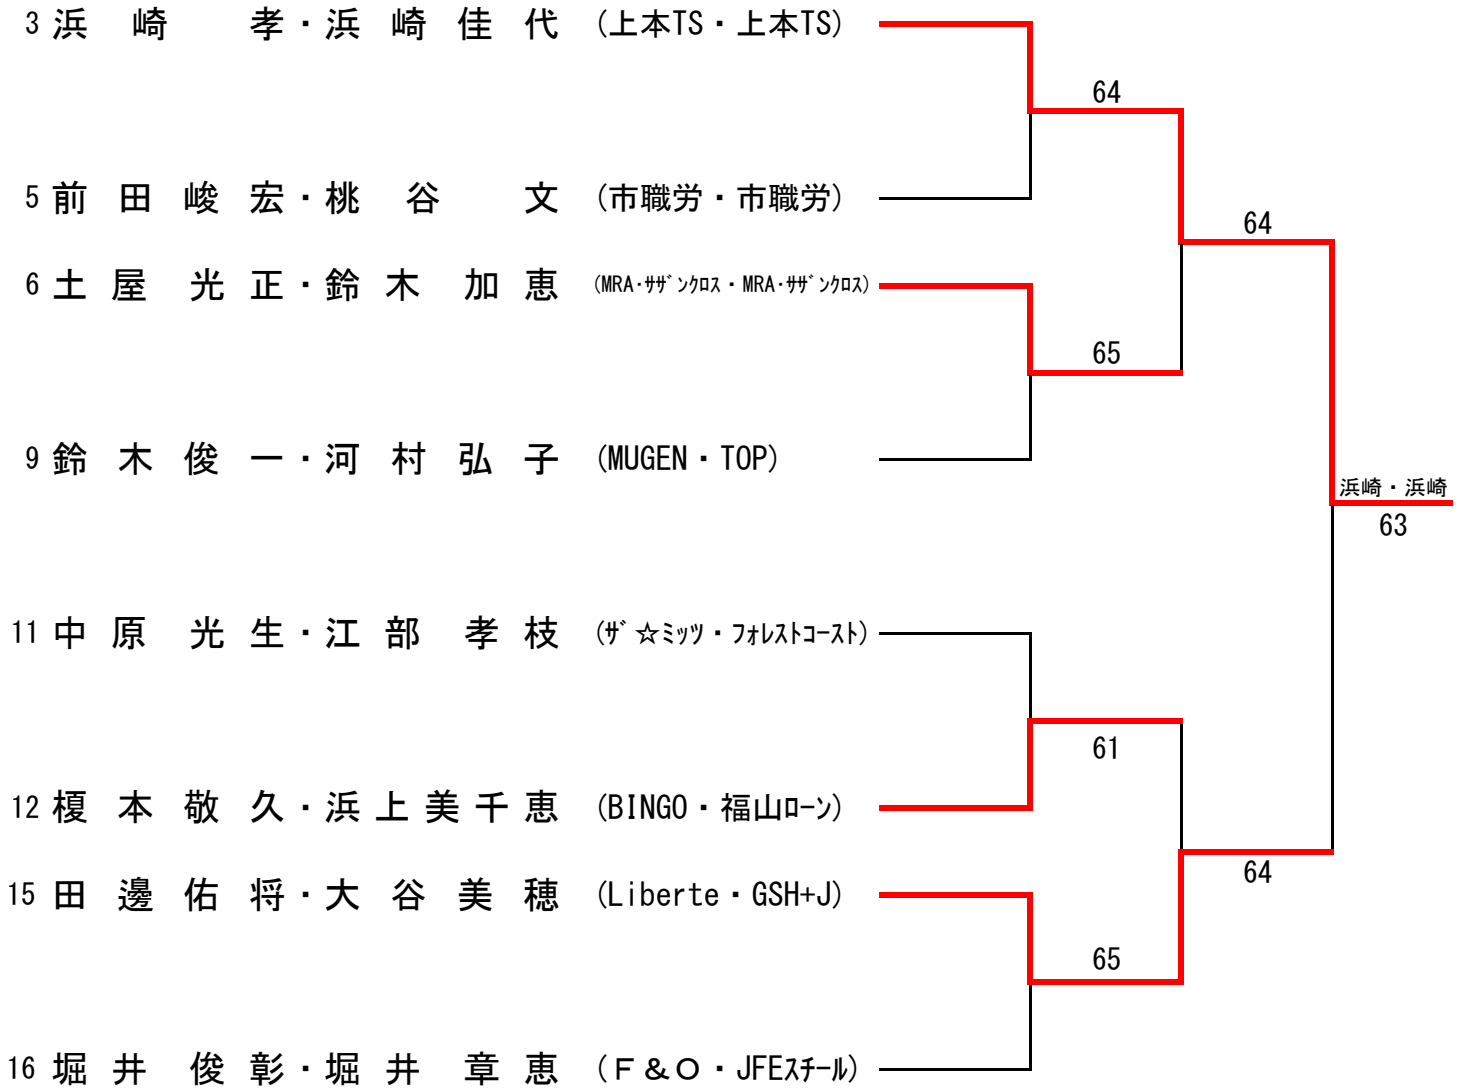 3 浜崎 孝・浜崎佳代 (上本TS・上本TS)
64
5 前田峻宏・桃谷 文 (市職労・市職労)
64
6 土屋光正・鈴木加恵 (MRA･ｻｻﾞﾝｸﾛｽ・MRA･ｻｻﾞﾝｸﾛｽ)
65
9 鈴木俊一・河村弘子 (MUGEN・TOP)
浜崎・浜崎
63
11 中原光生・江部孝枝 (ｻﾞ☆ﾐｯﾂ・ﾌｫﾚｽﾄｺｰｽﾄ)
61
12 榎本敬久・浜上美千恵 (BINGO・福山ﾛｰﾝ)
64
15 田邊佑将・大谷美穂 (Liberte・GSH+J)
65
16 堀井俊彰・堀井章恵 (Ｆ＆Ｏ・JFEｽﾁｰﾙ)